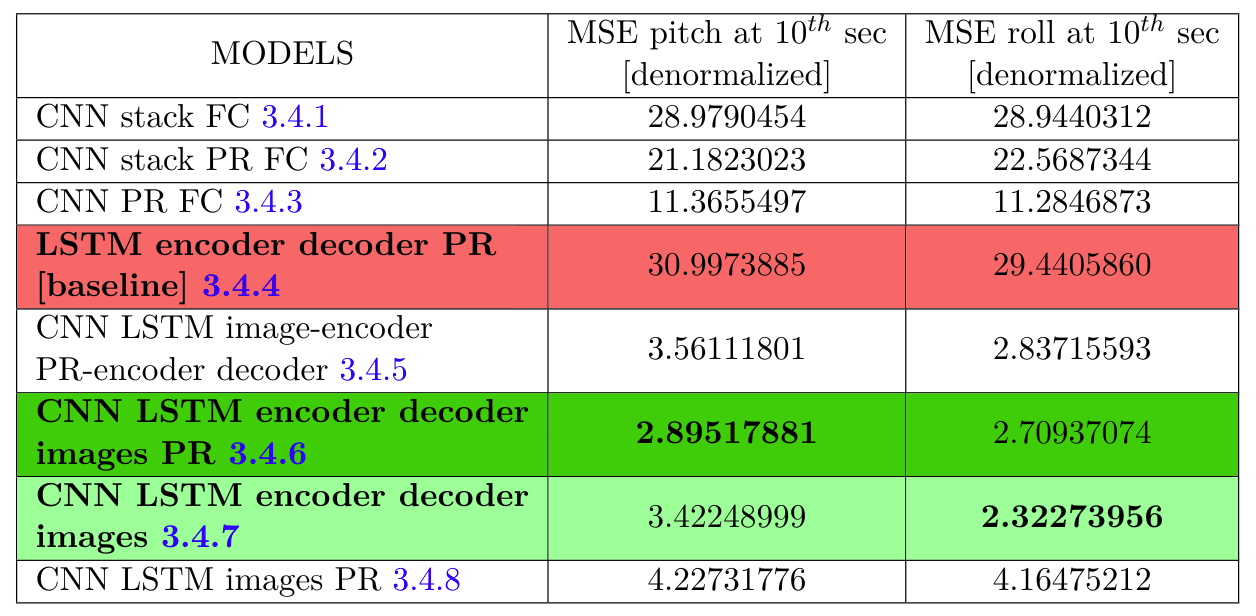 MODELS
MSE pitch at 10th sec
[denormalized]
MSE roll at 10th sec
[denormalized]
CNN stack FC 3.4.1
28.9790454
28.9440312
CNN stack PR FC 3.4.2
21.1823023
22.5687344
CNN PR FC 3.4.3
11.3655497
11.2846873
LSTM encoder decoder PR
[baseline] 3.4.4
30.9973885
29.4405860
CNN LSTM image-encoder
PR-encoder decoder 3.4.5
3.56111801
2.83715593
CNN LSTM encoder decoder
images PR 3.4.6
2.89517881
2.70937074
CNN LSTM encoder decoder
images 3.4.7
3.42248999
2.32273956
CNN LSTM images PR 3.4.8
4.22731776
4.16475212